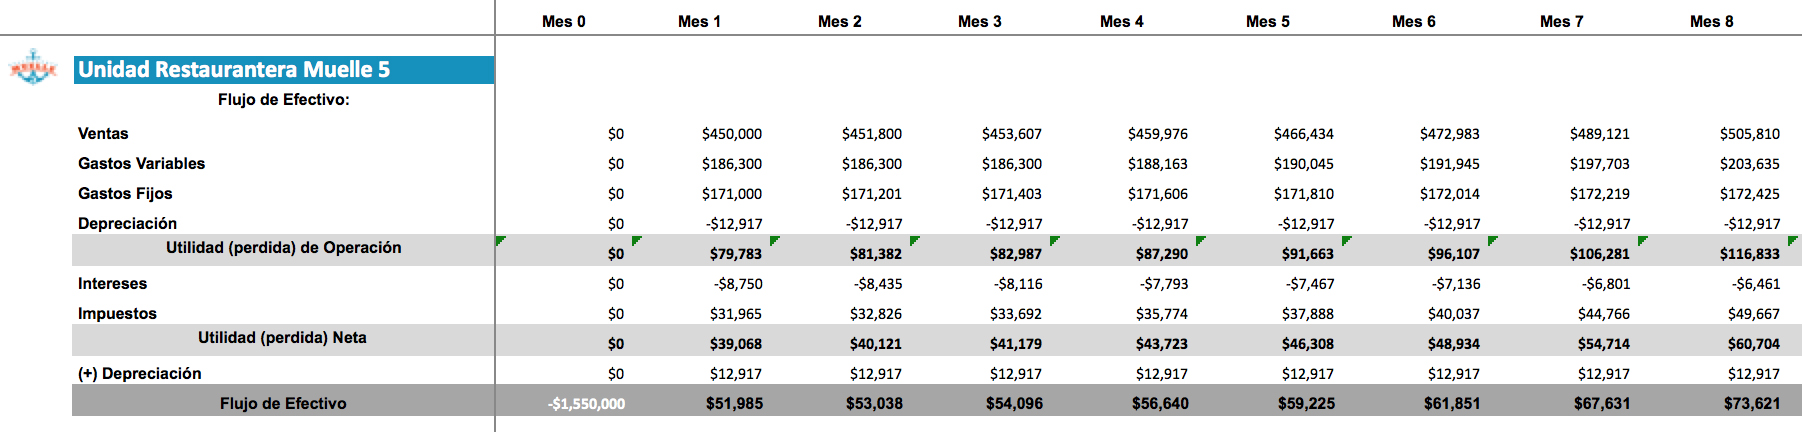 Mes 0 Mes 1 Mes 2 Mes 3 Mes 4 Mes 5 Mes 6 Mes 7 Mes 8
MUELLE Unidad Restaurantera Muelle 5
Flujo de Efectivo:
Ventas $0 $450,000 $451,800 $453,607 $459,976 $466,434 $472,983 $489,121 $505,810
Gastos Variables $0 $186,300 $186,300 $186,300 $188,163 $190,045 $191,945 $197,703 $203,635
Gastos Fijos $0 $171,000 $171,201 $171,403 $171,606 $171,810 $172,014 $172,219 $172,425
Depreciación $0 -$12,917 -$12,917 -$12,917 -$12,917 -$12,917 -$12,917 -$12,917 -$12,917
Utilidad (perdida) de Operación $0 $79,783 $81,382 $82,987 $87,290 $91,663 $96,107 $106,281 $116,833
Intereses $0 -$8,750 -$8,435 -$8,116 -$7,793 -$7,467 -$7,136 -$6,801 -$6,461
Impuestos $0 $31,965 $32,826 $33,692 $35,774 $37,888 $40,037 $44,766 $49,667
Utilidad (perdida) Neta $0 $39,068 $40,121 $41,179 $43,723 $46,308 $48,934 $54,714 $60,704
(+) Depreciación $0 $12,917 $12,917 $12,917 $12,917 $12,917 $12,917 $12,917 $12,917
Flujo de Efectivo -$1,550,000 $51,985 $53,038 $54,096 $56,640 $59,225 $61,851 $67,631 $73,621